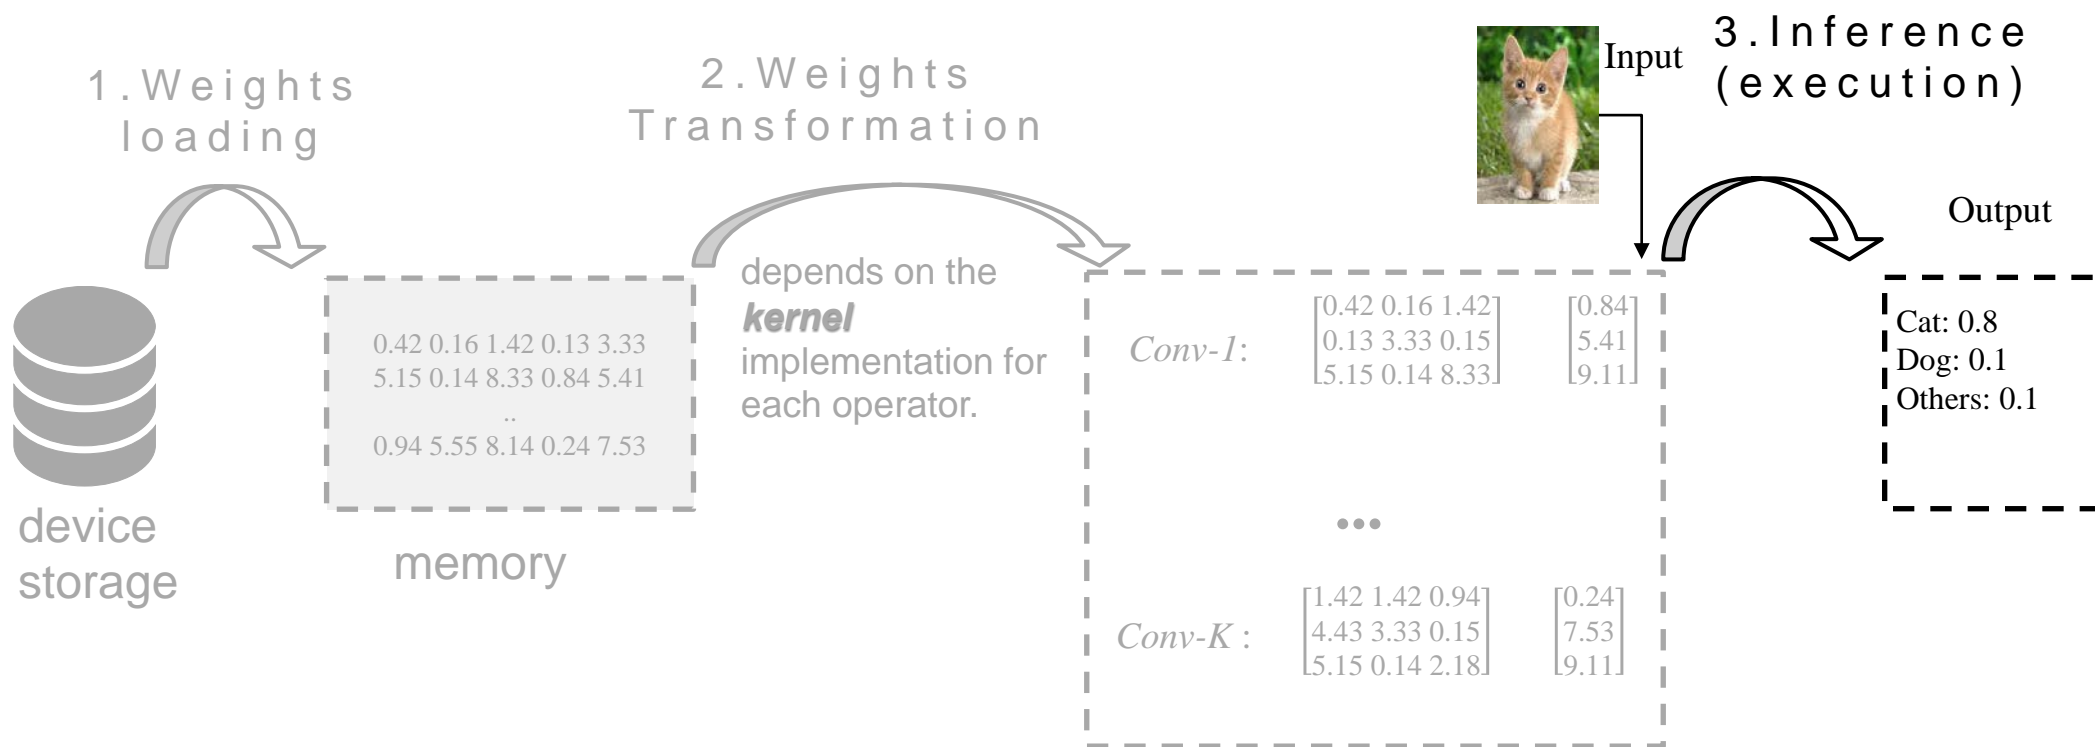 1.Weights
loading
2.Weights
Transformation
Input
3.Inference
(execution)
Output
device
storage
0.42 0.16 1.42 0.13 3.33
5.15 0.14 8.33 0.84 5.41
..
0.94 5.55 8.14 0.24 7.53
memory
depends on the
kernel
implementation for
each operator.
Conv-1:
0.42 0.16 1.42
0.13 3.33 0.15
5.15 0.14 8.33
0.84
5.41
9.11
...
Conv-K :
1.42 1.42 0.94
4.43 3.33 0.15
5.15 0.14 2.18
0.24
7.53
9.11
Cat: 0.8
Dog: 0.1
Others: 0.1